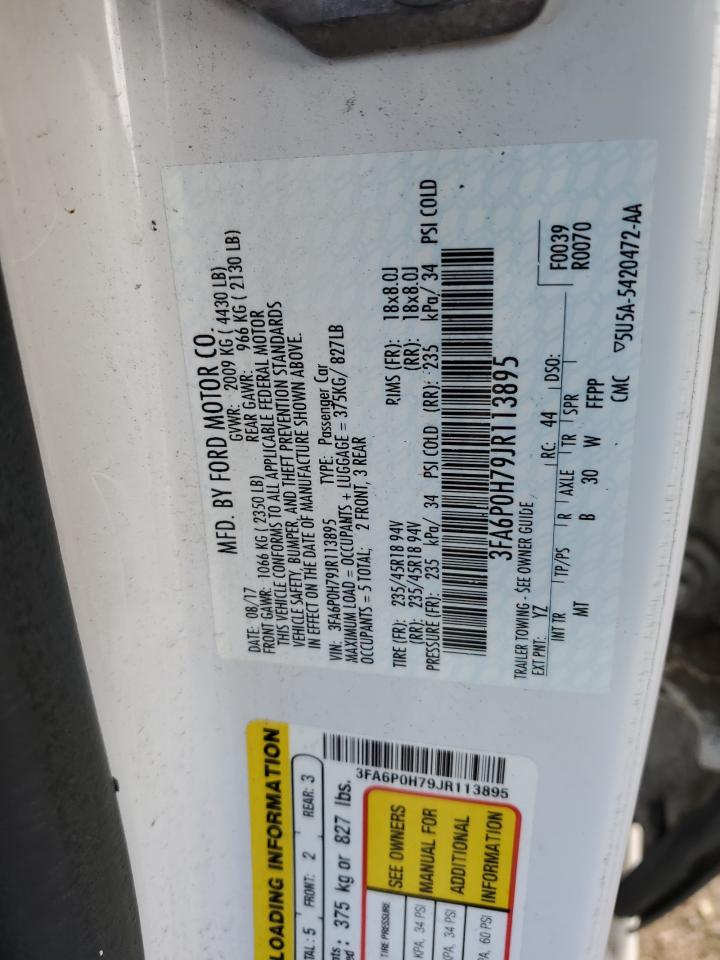 MFD. BY FORD MOTOR CO.
DATE: 08/17 GVWR: 2009 KG ( 4430 LB)
FRONT GAWR: 1066 KG ( 2350 LB) REAR GAWR: 966 KG ( 2130 LB)
THIS VEHICLE CONFORMS TO ALL APPLICABLE FEDERAL MOTOR
VEHICLE SAFETY, BUMPER, AND THEFT PREVENTION STANDARDS
IN EFFECT ON THE DATE OF MANUFACTURE SHOWN ABOVE.
VIN: 3FA6P0H79JR113895 TYPE: Passenger Car
MAXIMUM LOAD = OCCUPANTS + LUGGAGE = 375KG/ 827LB
OCCUPANTS = 5 TOTAL; 2 FRONT, 3 REAR
TIRE (FR): 235/45R18 94V RIMS (FR): 18x8.0J
(RR): 235/45R18 94V (RR): 18x8.0J
PRESSURE (FR): 235 kPa/ 34 PSI COLD (RR): 235 kPa/ 34 PSI COLD
3FA6P0H79JR113895
TRAILER TOWING - SEE OWNER GUIDE
EXT PNT: YZ RC: 44 DSO: F0039
R0070
INT TR TP/PS R AXLE TR SPR
MT B 30 W FFPP
CMC ▽5U5A-5420472-AA
LOADING INFORMATION
TAL: 5 FRONT: 2 REAR: 3
375 kg or 827 lbs.
3FA6P0H79JR113895
TIRE PRESSURE
SEE OWNERS
MANUAL FOR
ADDITIONAL
INFORMATION
KPA, 34 PSI
KPA, 34 PSI
PA, 60 PSI